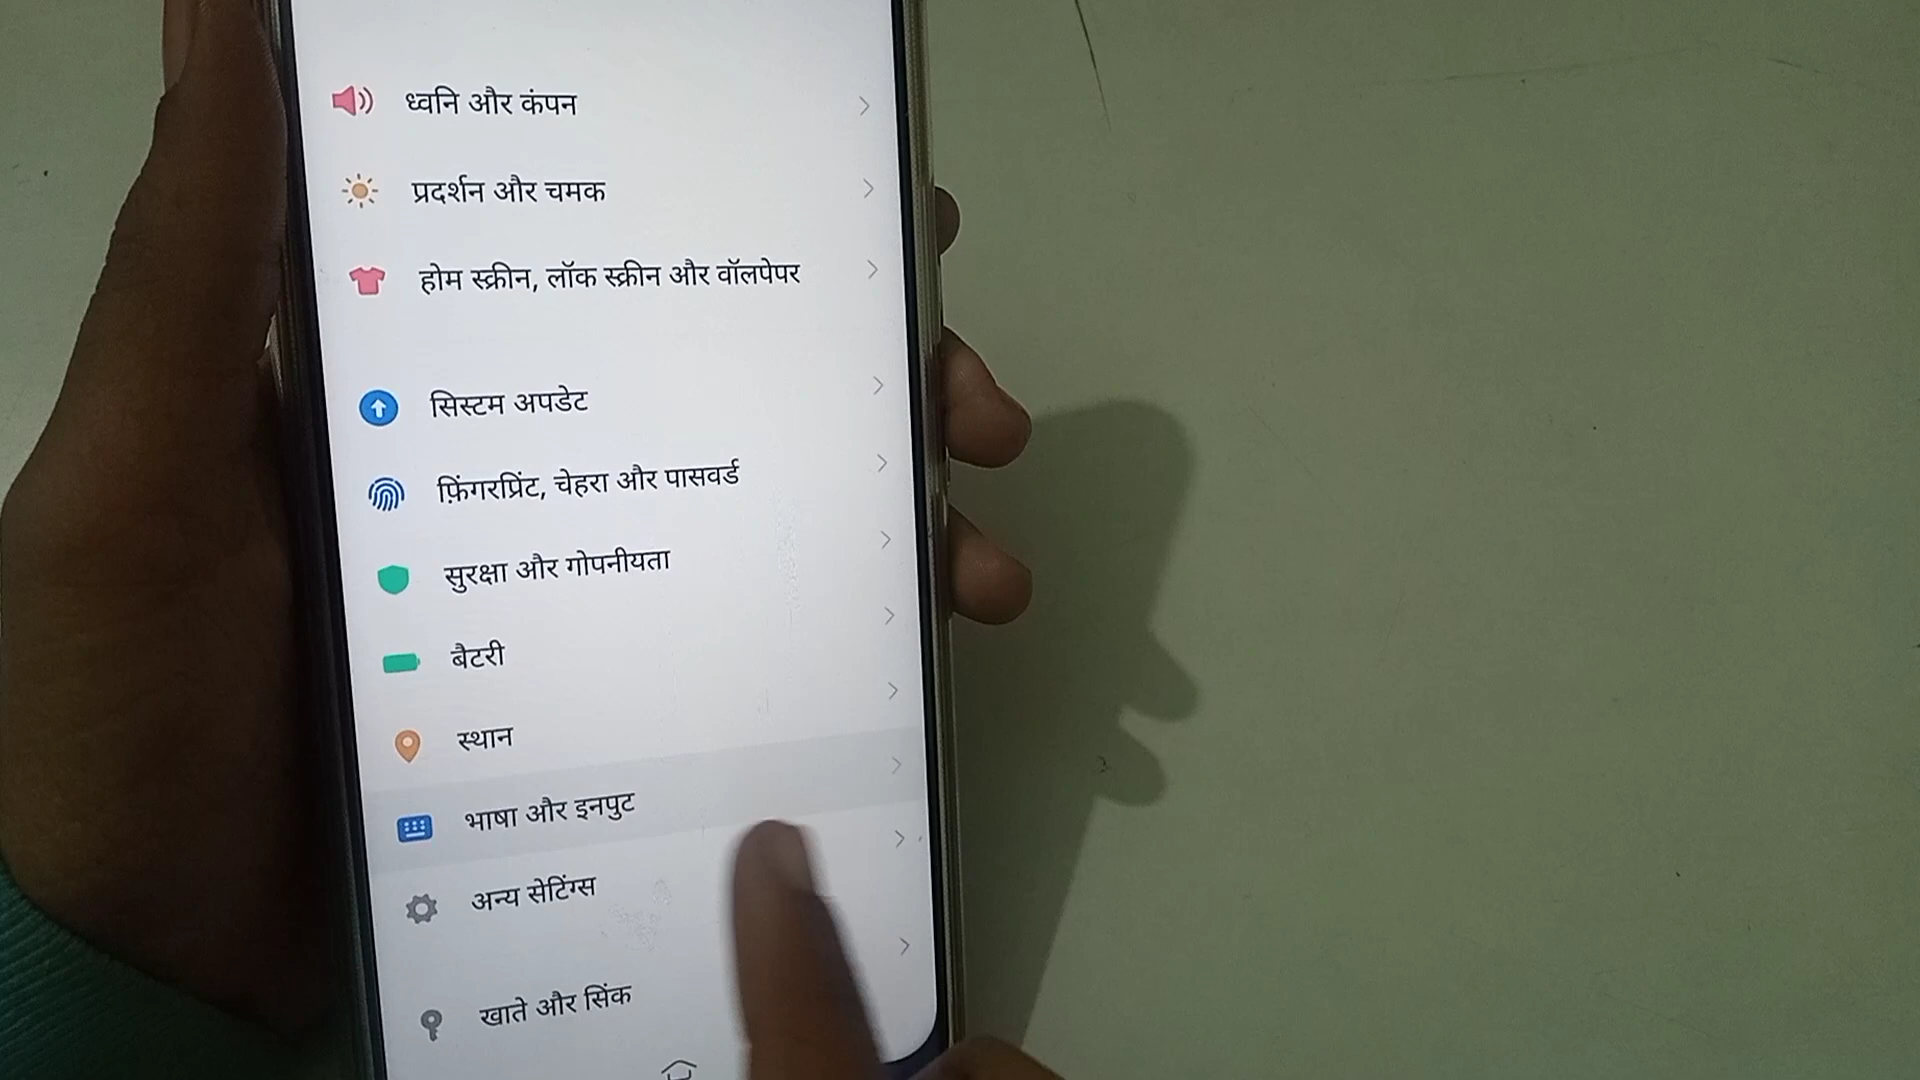 ध्वनि और कंपन
प्रदर्शन और चमक
होम स्क्रीन, लॉक स्क्रीन और वॉलपेपर
सिस्टम अपडेट
फ़िंगरप्रिंट, चेहरा और पासवर्ड
सुरक्षा और गोपनीयता
बैटरी
स्थान
भाषा और इनपुट
अन्य सेटिंग्स
खाते और सिंक